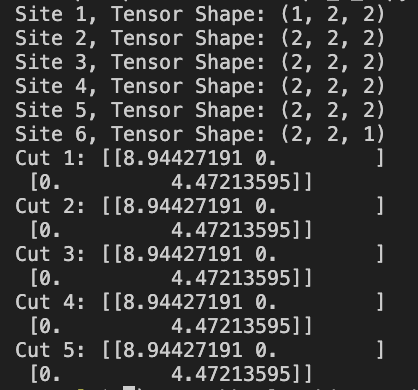 Site 1, Tensor Shape: (1, 2, 2)
Site 2, Tensor Shape: (2, 2, 2)
Site 3, Tensor Shape: (2, 2, 2)
Site 4, Tensor Shape: (2, 2, 2)
Site 5, Tensor Shape: (2, 2, 2)
Site 6, Tensor Shape: (2, 2, 1)
Cut 1: [[8.94427191 0.        ]
 [0.         4.47213595]]
Cut 2: [[8.94427191 0.        ]
 [0.         4.47213595]]
Cut 3: [[8.94427191 0.        ]
 [0.         4.47213595]]
Cut 4: [[8.94427191 0.        ]
 [0.         4.47213595]]
Cut 5: [[8.94427191 0.        ]
 [0.         4.47213595]]